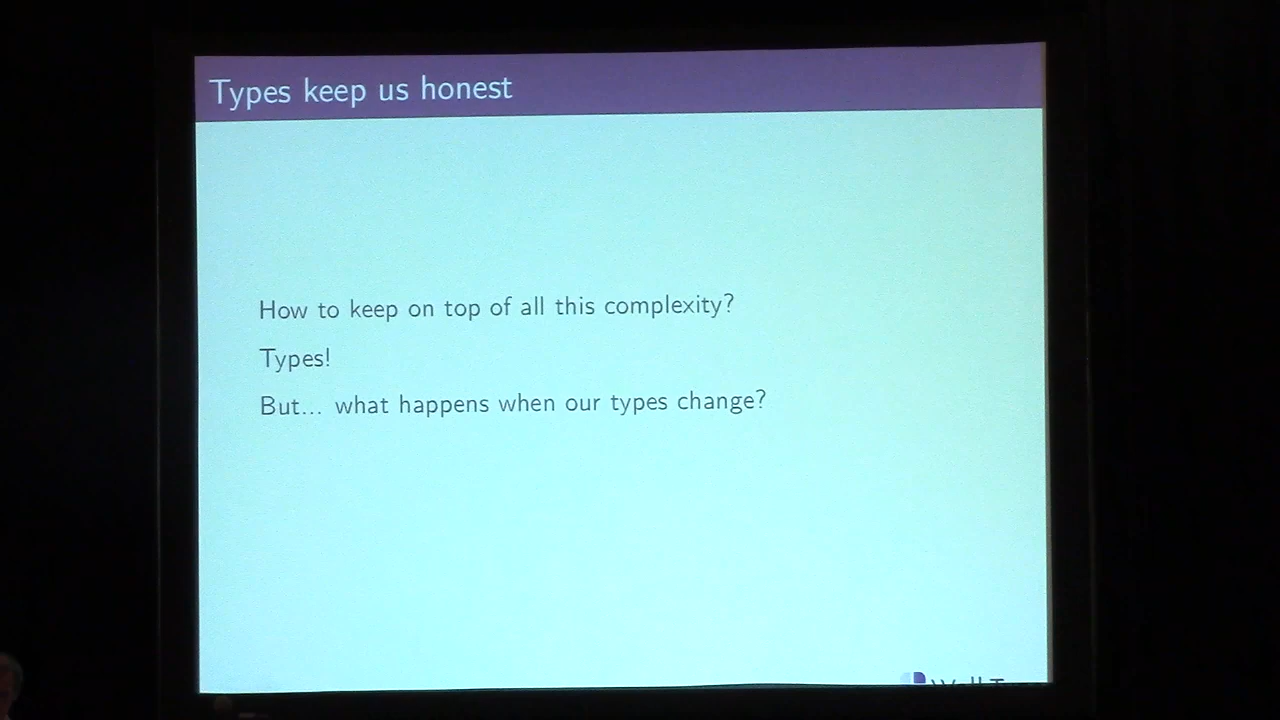 Types keep us honest
How to keep on top of all this complexity?
Types!
But... what happens when our types change?